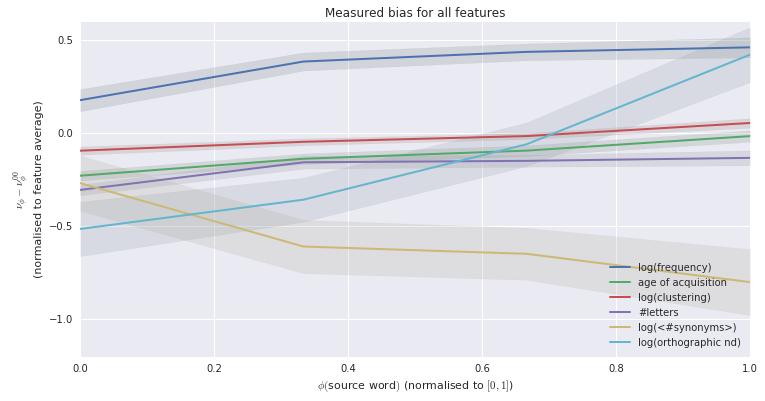 Measured bias for all features
0.5
0.0
−0.5
−1.0
ν_ϕ − ν_ϕ^00
(normalised to feature average)
log(frequency)
age of acquisition
log(clustering)
#letters
log(<#synonyms>)
log(orthographic nd)
0.0 0.2 0.4 0.6 0.8 1.0
ϕ(source word) (normalised to [0, 1])